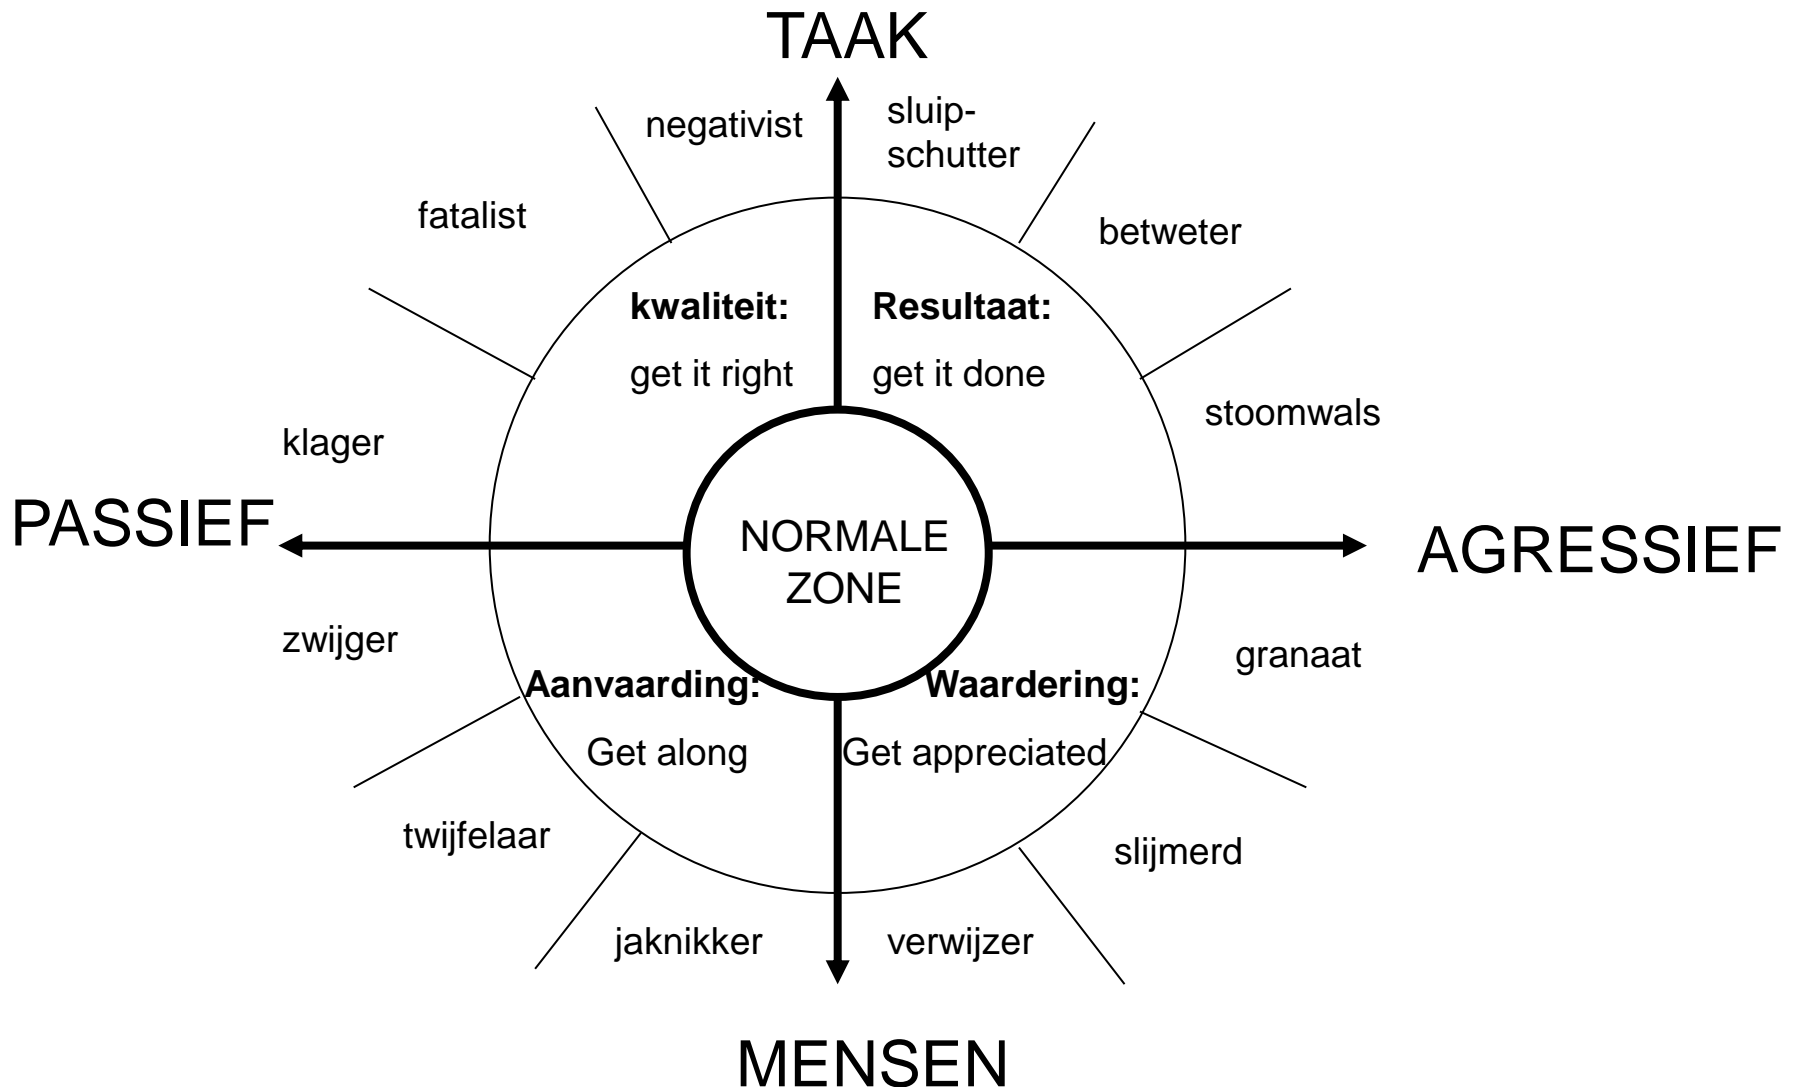 TAAK
negativist
sluip-
schutter
fatalist
betweter
kwaliteit:
Resultaat:
get it right
get it done
stoomwals
klager
PASSIEF
NORMALE
ZONE
AGRESSIEF
zwijger
granaat
Aanvaarding:
Waardering:
Get along
Get appreciated
twijfelaar
slijmerd
jaknikker
verwijzer
MENSEN